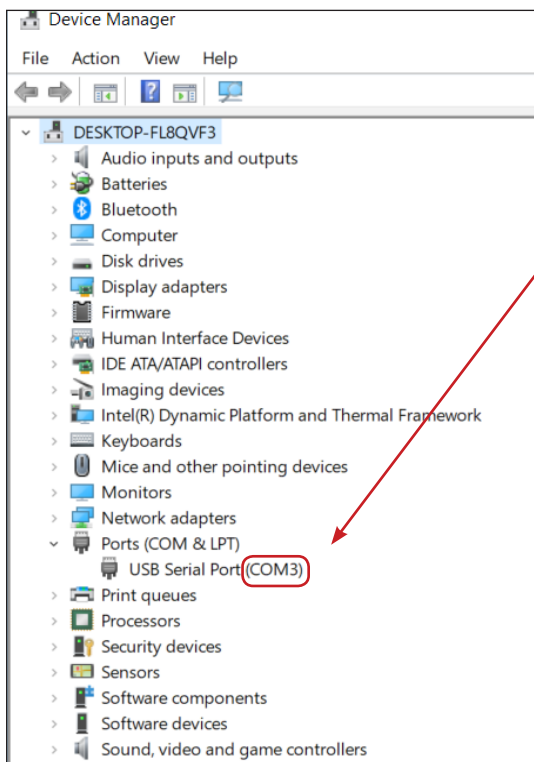 Device Manager
File Action View Help
DESKTOP-FL8QVF3
Audio inputs and outputs
Batteries
Bluetooth
Computer
Disk drives
Display adapters
Firmware
Human Interface Devices
IDE ATA/ATAPI controllers
Imaging devices
Intel(R) Dynamic Platform and Thermal Framework
Keyboards
Mice and other pointing devices
Monitors
Network adapters
Ports (COM & LPT)
USB Serial Port (COM3)
Print queues
Processors
Security devices
Sensors
Software components
Software devices
Sound, video and game controllers